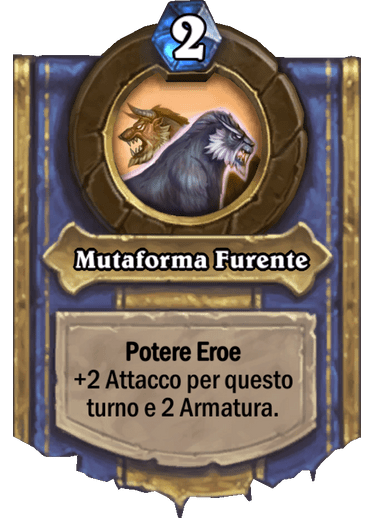 2
Mutaforma Furente
Potere Eroe
+2 Attacco per questo
turno e 2 Armatura.